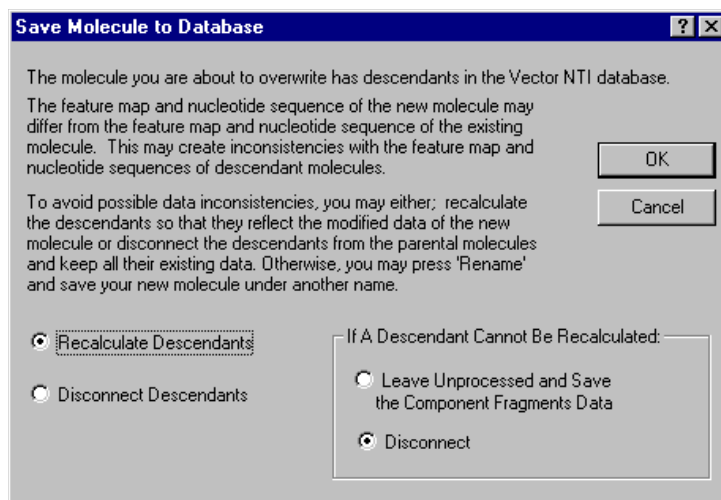 Save Molecule to Database
The molecule you are about to overwrite has descendants in the Vector NTI database.
The feature map and nucleotide sequence of the new molecule may
differ from the feature map and nucleotide sequence of the existing
molecule. This may create inconsistencies with the feature map and
nucleotide sequences of descendant molecules.
OK
To avoid possible data inconsistencies, you may either; recalculate
the descendants so that they reflect the modified data of the new
molecule or disconnect the descendants from the parental molecules
and keep all their existing data. Otherwise, you may press 'Rename'
and save your new molecule under another name.
Cancel
Recalculate Descendants
Disconnect Descendants
If A Descendant Cannot Be Recalculated:
Leave Unprocessed and Save
the Component Fragments Data
Disconnect